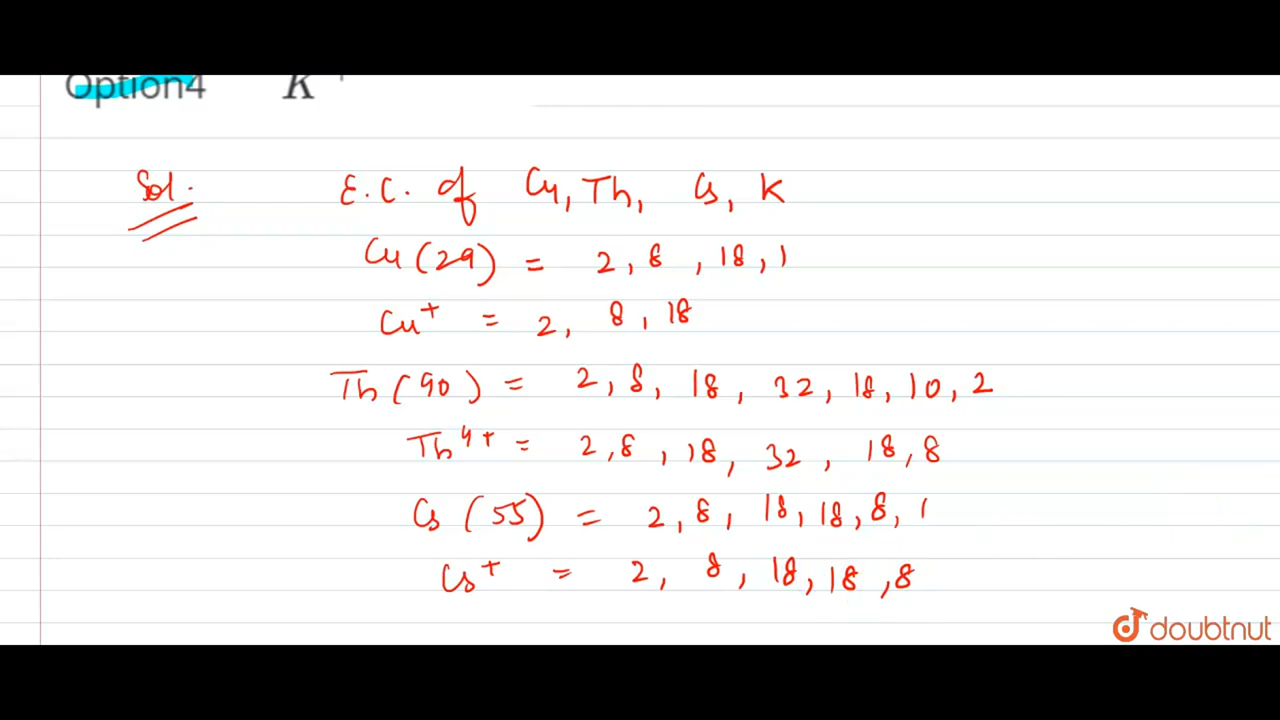 Option4 K⁺
Sol. E.C. of Cu, Th, Cs, K
Cu (29) = 2, 8, 18, 1
Cu⁺ = 2, 8, 18
Th (90) = 2, 8, 18, 32, 18, 10, 2
Th⁴⁺ = 2, 8, 18, 32, 18, 8
Cs (55) = 2, 8, 18, 18, 8, 1
Cs⁺ = 2, 8, 18, 18, 8
doubtnut